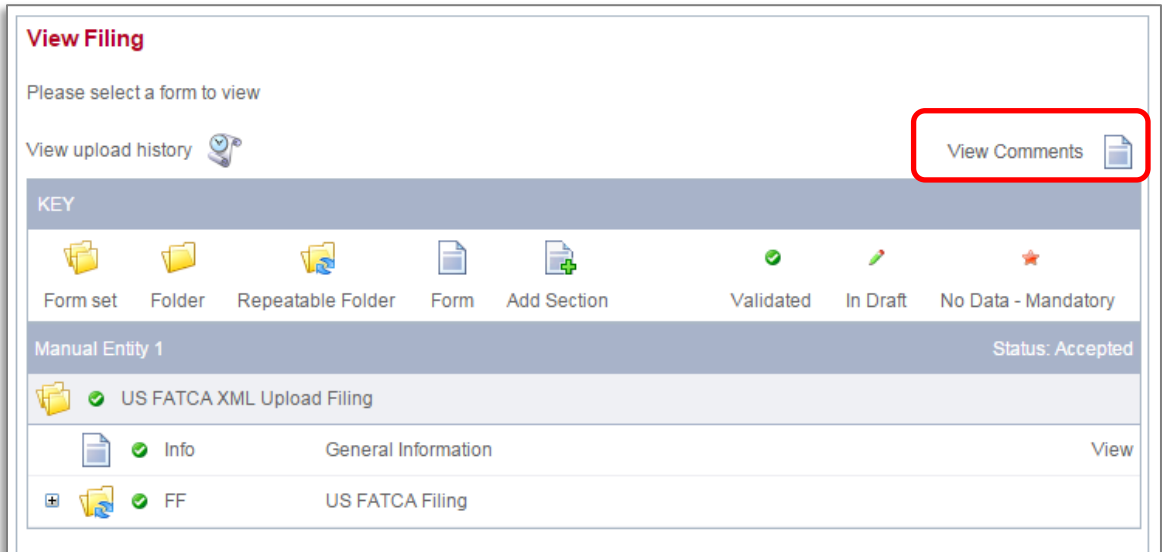 View Filing
Please select a form to view
View upload history View Comments
KEY
Form set Folder Repeatable Folder Form Add Section Validated In Draft No Data - Mandatory
Manual Entity 1 Status: Accepted
US FATCA XML Upload Filing
Info General Information View
FF US FATCA Filing